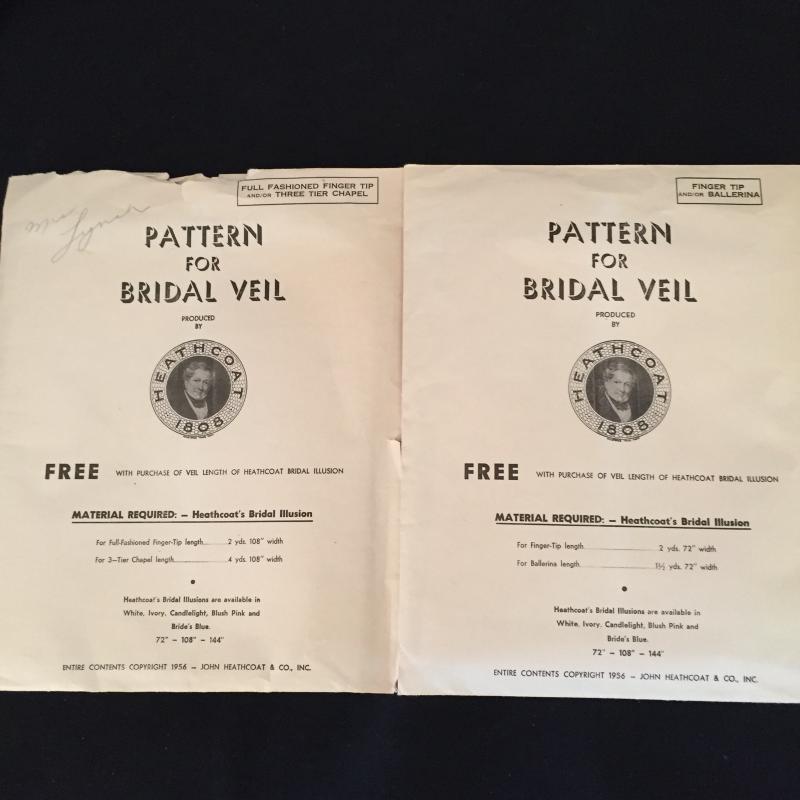 FULL FASHIONED FINGER TIP
AND/OR THREE TIER CHAPEL
Mrs
Lynch
PATTERN
FOR
BRIDAL VEIL
PRODUCED
BY
HEATHCOAT
1808
FREE WITH PURCHASE OF VEIL LENGTH OF HEATHCOAT BRIDAL ILLUSION
MATERIAL REQUIRED: – Heathcoat's Bridal Illusion
For Full-Fashioned Finger-Tip length 2 yds. 108" width
For 3–Tier Chapel length 4 yds. 108" width
Heathcoat's Bridal Illusions are available in
White, Ivory, Candlelight, Blush Pink and
Bride's Blue.
72" – 108" – 144"
ENTIRE CONTENTS COPYRIGHT 1956 – JOHN HEATHCOAT & CO., INC.
FINGER TIP
AND/OR BALLERINA
PATTERN
FOR
BRIDAL VEIL
PRODUCED
BY
HEATHCOAT
1808
FREE WITH PURCHASE OF VEIL LENGTH OF HEATHCOAT BRIDAL ILLUSION
MATERIAL REQUIRED: – Heathcoat's Bridal Illusion
For Finger-Tip length 2 yds. 72" width
For Ballerina length 1½ yds. 72" width
Heathcoat's Bridal Illusions are available in
White, Ivory, Candlelight, Blush Pink and
Bride's Blue.
72" – 108" – 144"
ENTIRE CONTENTS COPYRIGHT 1956 – JOHN HEATHCOAT & CO., INC.